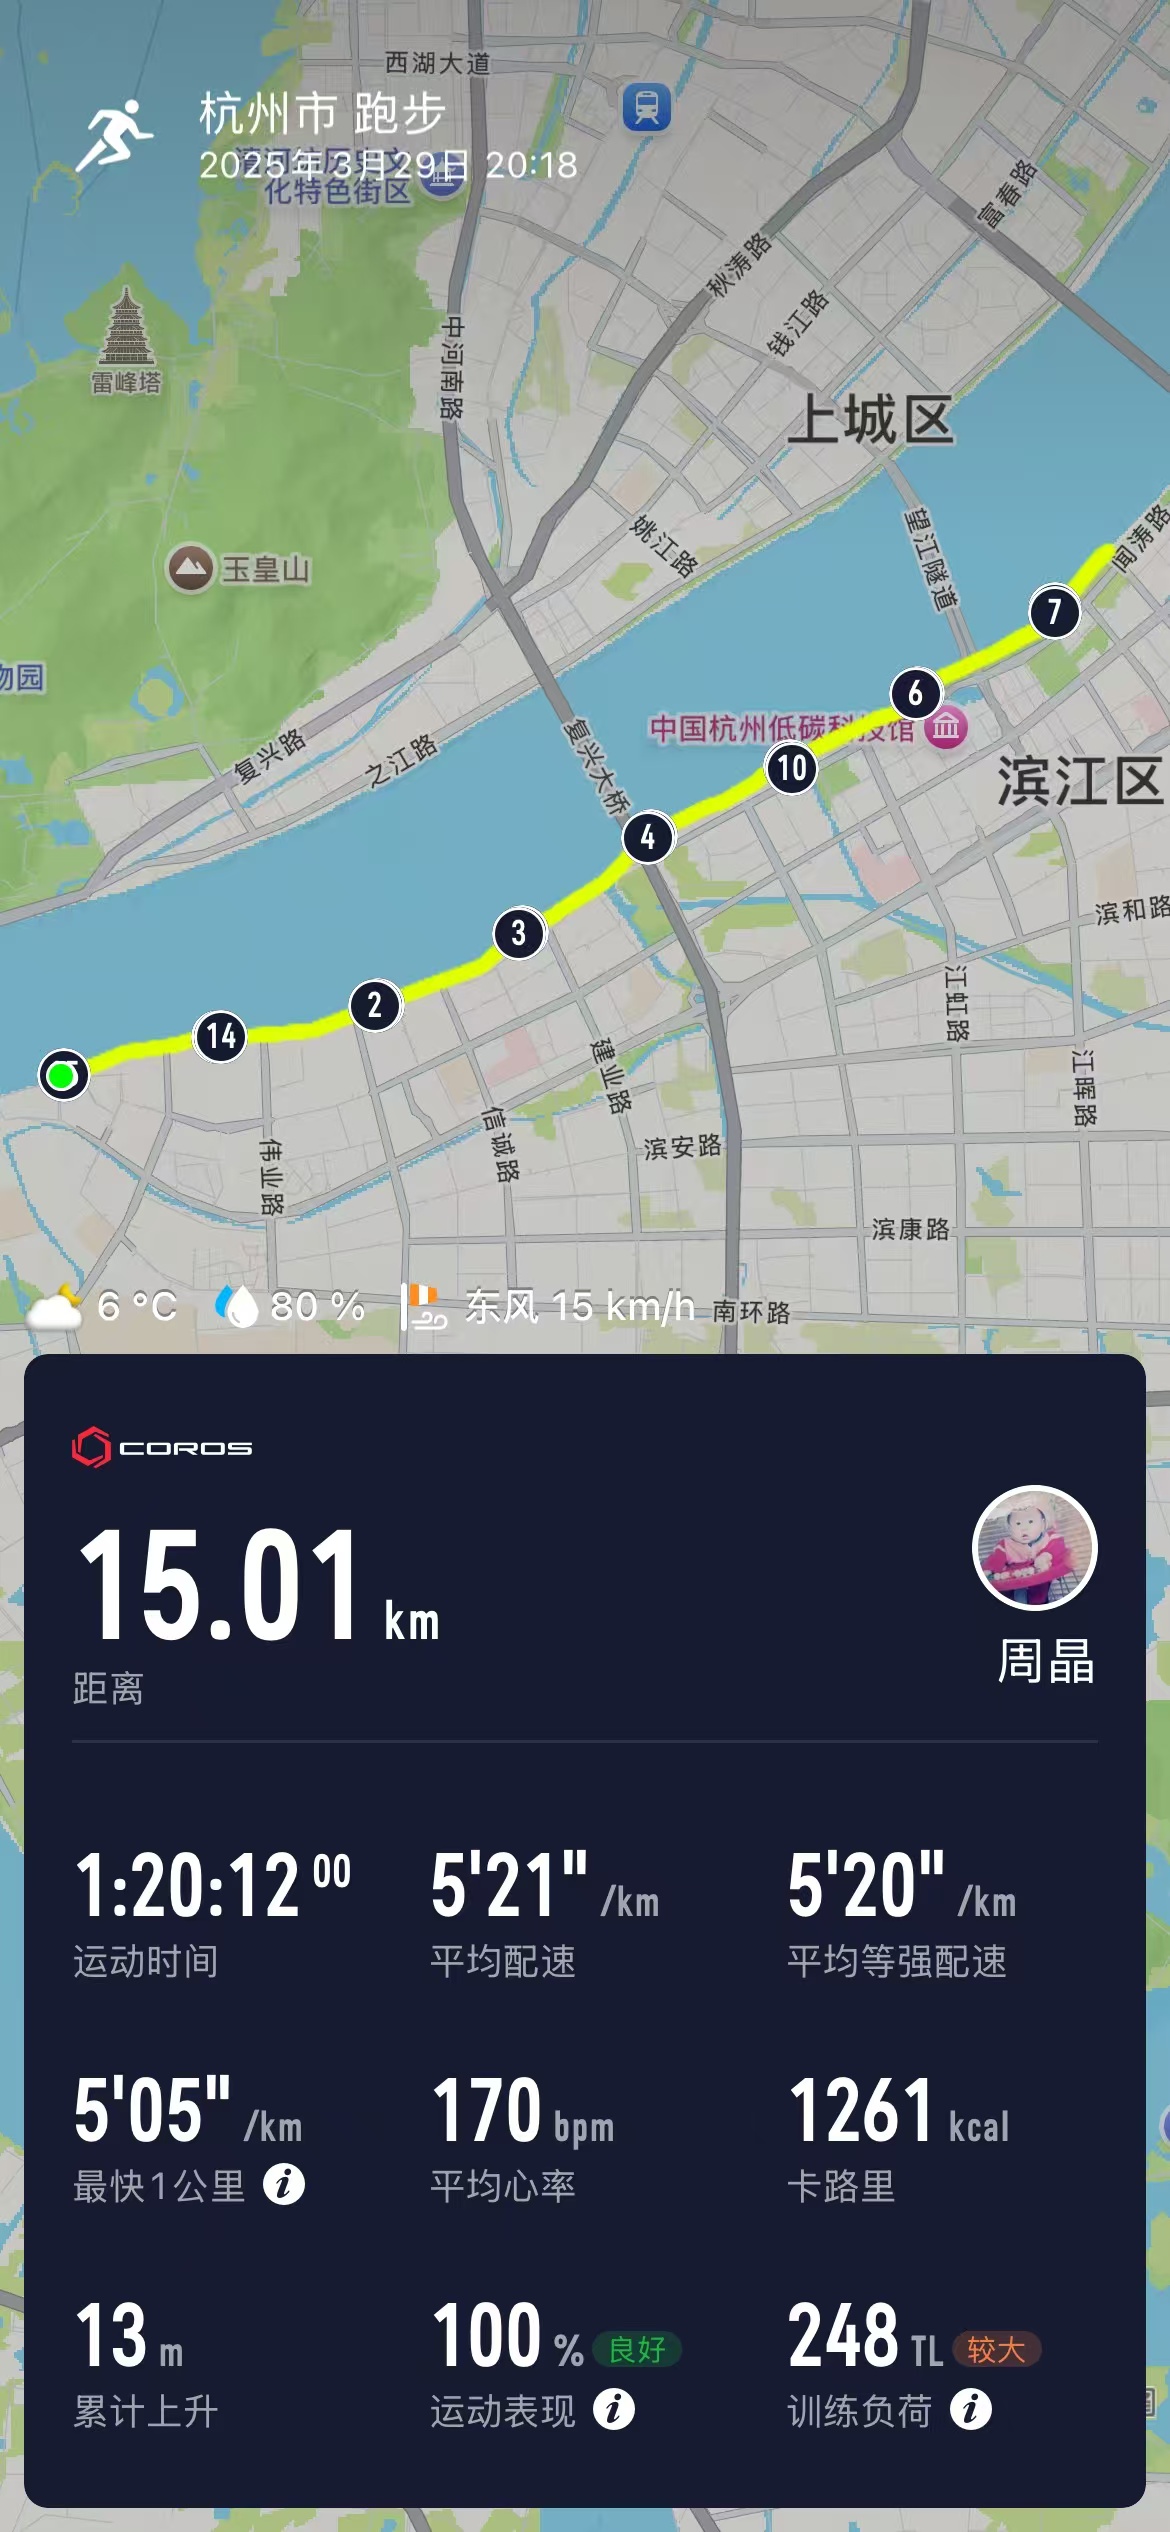 西湖大道
杭州市 跑步
2025年3月29日 20:18
化特色街区
富春路
秋涛路
钱江路
中河南路
雷峰塔
上城区
姚江路
望江隧道
闻涛路
玉皇山
7
物园
6
中国杭州低碳科技馆
复兴路
之江路
复兴大桥
10
滨江区
4
滨和路
3
2
14
江虹路
建业路
江晖路
信诚路
伟业路
滨安路
滨康路
6 °C
80 %
东风 15 km/h
南环路
COROS
15.01 km
距离
周晶
1:20:12 00
运动时间
5'21" /km
平均配速
5'20" /km
平均等强配速
5'05" /km
最快1公里 i
170 bpm
平均心率
1261 kcal
卡路里
13 m
累计上升
100 % 良好
运动表现 i
248 TL 较大
训练负荷 i